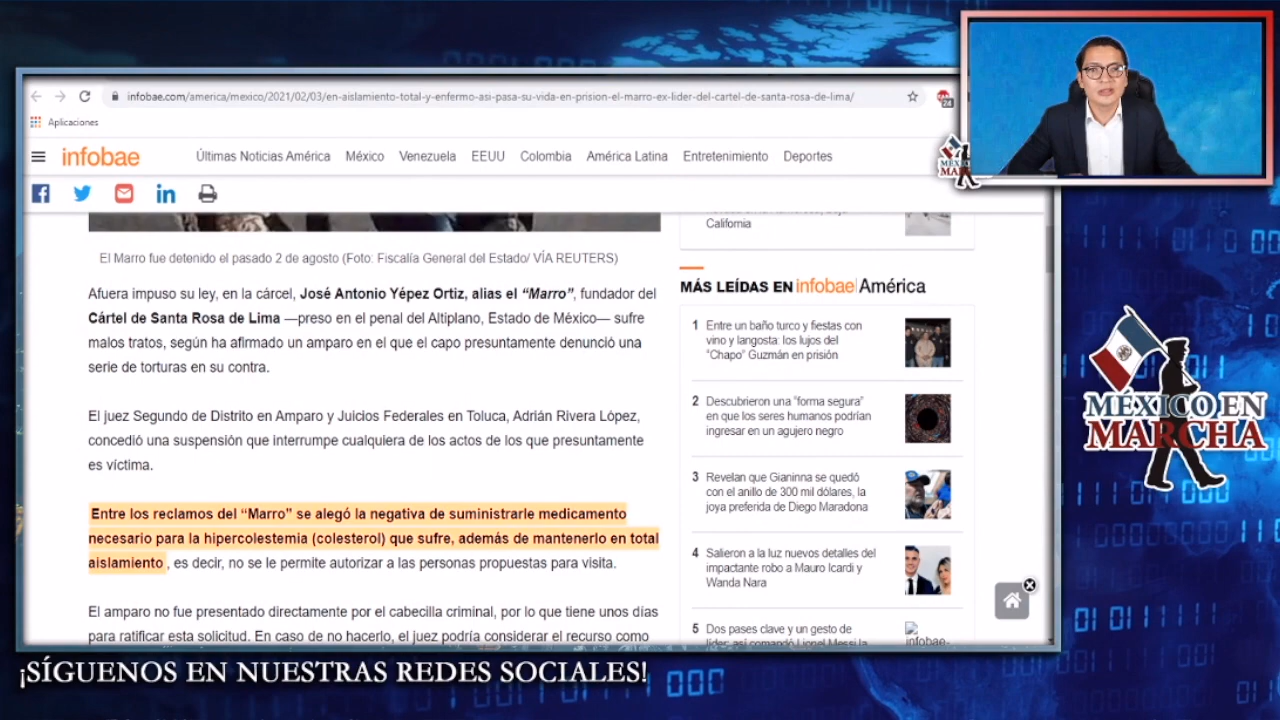 infobae.com/america/mexico/2021/02/03/en-aislamiento-total-y-enfermo-asi-pasa-su-vida-en-prision-el-marro-ex-lider-del-cartel-de-santa-rosa-de-lima/
24
Aplicaciones
infobae
Últimas Noticias América México Venezuela EEUU Colombia América Latina Entretenimiento Deportes
El Marro fue detenido el pasado 2 de agosto (Foto: Fiscalía General del Estado/ VÍA REUTERS)
Afuera impuso su ley, en la cárcel, José Antonio Yépez Ortiz, alias el “Marro”, fundador del
Cártel de Santa Rosa de Lima —preso en el penal del Altiplano, Estado de México— sufre
malos tratos, según ha afirmado un amparo en el que el capo presuntamente denunció una
serie de torturas en su contra.
El juez Segundo de Distrito en Amparo y Juicios Federales en Toluca, Adrián Rivera López,
concedió una suspensión que interrumpe cualquiera de los actos de los que presuntamente
es víctima.
Entre los reclamos del “Marro” se alegó la negativa de suministrarle medicamento
necesario para la hipercolestemia (colesterol) que sufre, además de mantenerlo en total
aislamiento , es decir, no se le permite autorizar a las personas propuestas para visita.
El amparo no fue presentado directamente por el cabecilla criminal, por lo que tiene unos días
para ratificar esta solicitud. En caso de no hacerlo, el juez podría considerar el recurso como
California
MÁS LEÍDAS EN infobae|América
1 Entre un baño turco y fiestas con
vino y langosta: los lujos del
“Chapo” Guzmán en prisión
2 Descubrieron una “forma segura”
en que los seres humanos podrían
ingresar en un agujero negro
3 Revelan que Gianinna se quedó
con el anillo de 300 mil dólares, la
joya preferida de Diego Maradona
4 Salieron a la luz nuevos detalles del
impactante robo a Mauro Icardi y
Wanda Nara
5 Dos pases clave y un gesto de
líder: así comandó Lionel Messi la
infobae-
MÉXICO EN
MARCHA
¡SÍGUENOS EN NUESTRAS REDES SOCIALES!